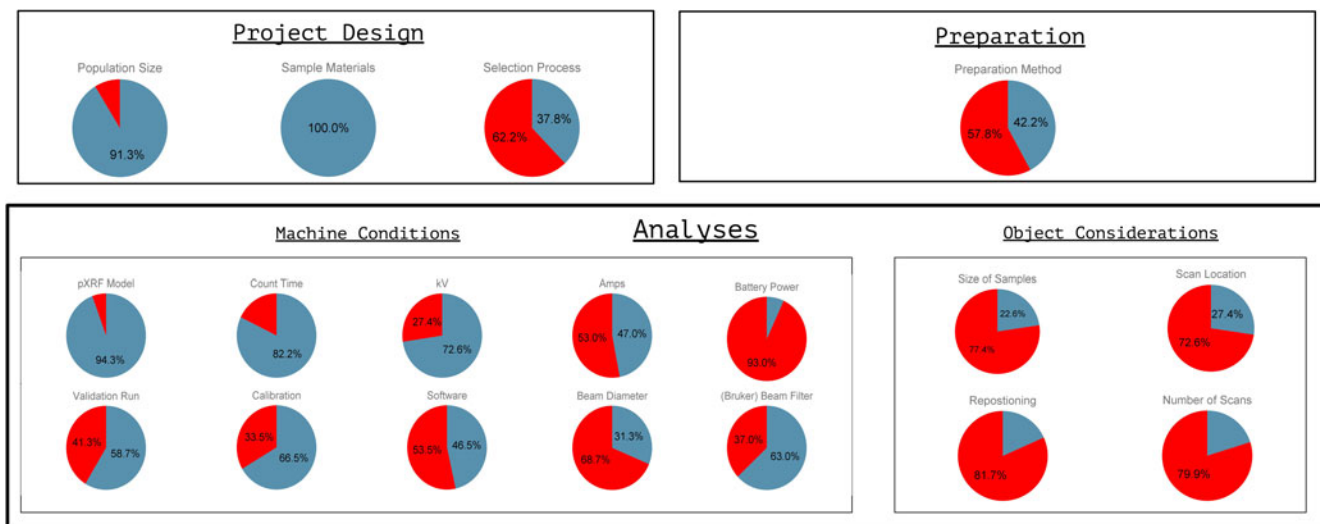 Project Design
Population Size
Sample Materials
Selection Process
91.3%
100.0%
62.2%
37.8%
Preparation
Preparation Method
57.8%
42.2%
Analyses
Machine Conditions
pXRF Model
Count Time
kV
Amps
Battery Power
94.3%
82.2%
27.4%
72.6%
53.0%
47.0%
93.0%
Validation Run
Calibration
Software
Beam Diameter
(Bruker) Beam Filter
41.3%
58.7%
33.5%
66.5%
53.5%
46.5%
68.7%
31.3%
37.0%
63.0%
Object Considerations
Size of Samples
Scan Location
77.4%
22.6%
72.6%
27.4%
Repostioning
Number of Scans
81.7%
79.9%